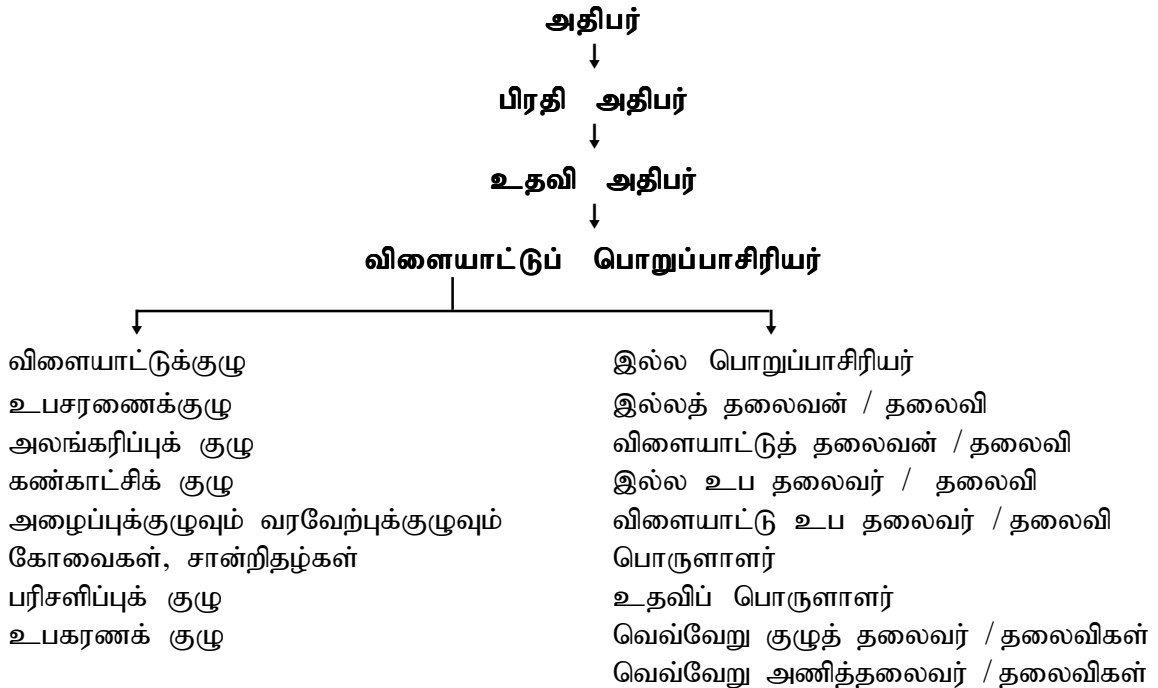 அதிபர்
பிரதி அதிபர்
உதவி அதிபர்
விளையாட்டுப் பொறுப்பாசிரியர்
விளையாட்டுக்குழு
உபசரணைக்குழு
அலங்கரிப்புக் குழு
கண்காட்சிக் குழு
அழைப்புக்குழுவும் வரவேற்புக்குழுவும்
கோவைகள், சான்றிதழ்கள்
பரிசளிப்புக் குழு
உபகரணக் குழு
இல்ல பொறுப்பாசிரியர்
இல்லத் தலைவன் / தலைவி
விளையாட்டுத் தலைவன் / தலைவி
இல்ல உப தலைவர் / தலைவி
விளையாட்டு உப தலைவர் / தலைவி
பொருளாளர்
உதவிப் பொருளாளர்
வெவ்வேறு குழுத் தலைவர் / தலைவிகள்
வெவ்வேறு அணித்தலைவர் / தலைவிகள்